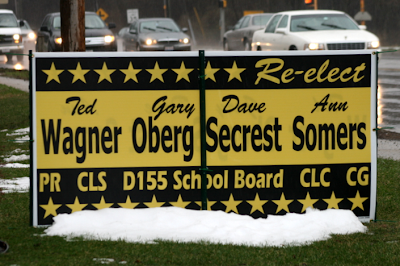 Re-elect
Ted Gary Dave Ann
Wagner Oberg Secrest Somers
PR CLS D155 School Board CLC CG